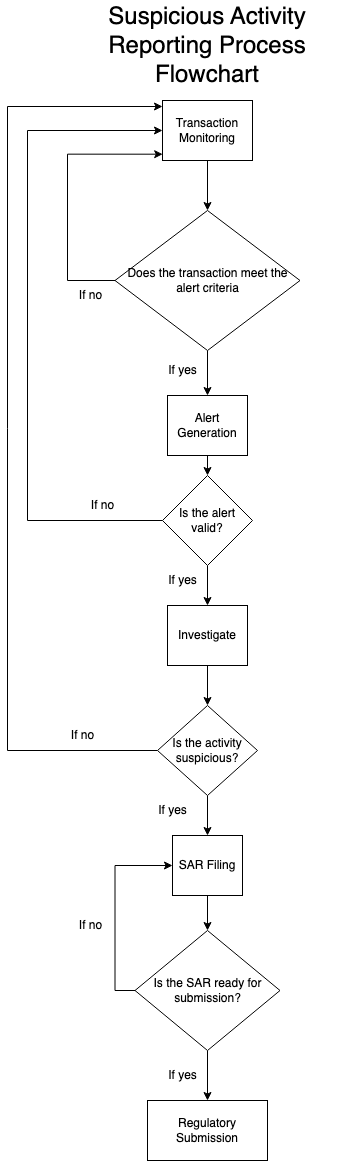 Suspicious Activity
Reporting Process
Flowchart
Transaction
Monitoring
Does the transaction meet the
alert criteria
If no
If yes
Alert
Generation
Is the alert
valid?
If no
If yes
Investigate
Is the activity
suspicious?
If no
If yes
SAR Filing
If no
Is the SAR ready for
submission?
If yes
Regulatory
Submission